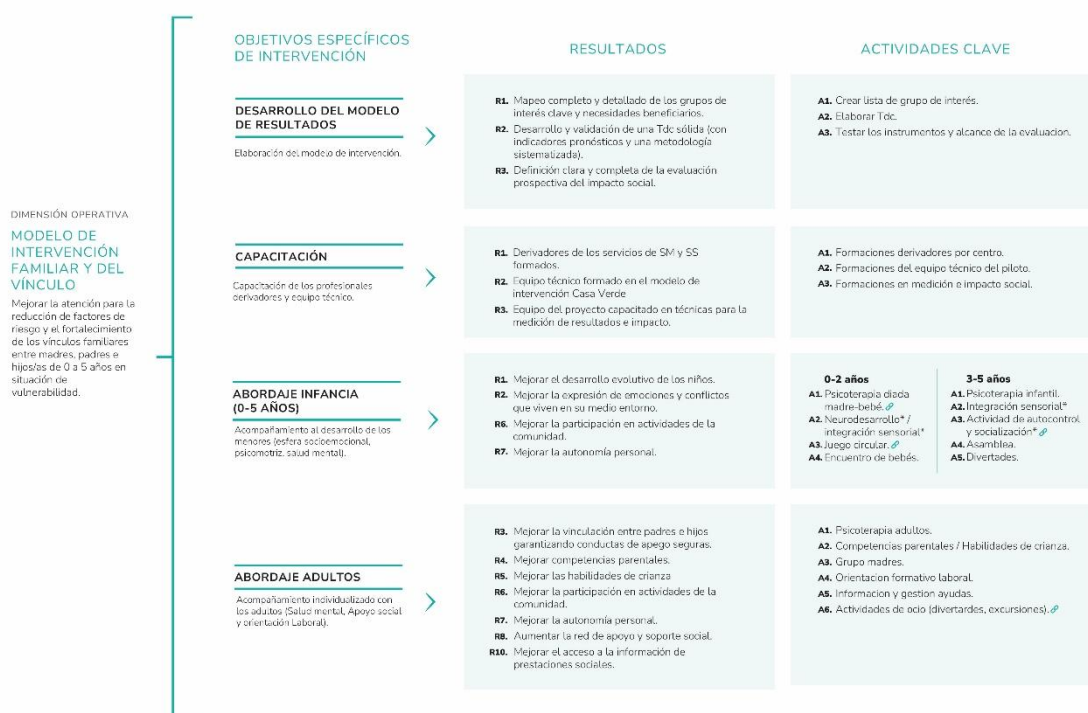 OBJETIVOS ESPECÍFICOS
DE INTERVENCIÓN
RESULTADOS
ACTIVIDADES CLAVE
DIMENSIÓN OPERATIVA
MODELO DE
INTERVENCIÓN
FAMILIAR Y DEL
VÍNCULO
Mejorar la atención para la
reducción de factores de
riesgo y el fortalecimiento
de los vínculos familiares
entre madres, padres e
hijos/as de 0 a 5 años en
situación de
vulnerabilidad.
DESARROLLO DEL MODELO
DE RESULTADOS
Elaboración del modelo de intervención.
R1. Mapeo completo y detallado de los grupos de
interés clave y necesidades beneficiarios.
R2. Desarrollo y validación de una Tdc sólida (con
indicadores pronósticos y una metodología
sistematizada).
R3. Definición clara y completa de la evaluación
prospectiva del impacto social.
A1. Crear lista de grupo de interés.
A2. Elaborar Tdc.
A3. Testar los instrumentos y alcance de la evaluacion.
CAPACITACIÓN
Capacitación de los profesionales
derivadores y equipo técnico.
R1. Derivadores de los servicios de SM y SS
formados.
R2. Equipo técnico formado en el modelo de
intervención Casa Verde
R3. Equipo del proyecto capacitado en técnicas para la
medición de resultados e impacto.
A1. Formaciones derivadores por centro.
A2. Formaciones del equipo técnico del piloto.
A3. Formaciones en medición e impacto social.
ABORDAJE INFANCIA
(0-5 AÑOS)
Acompañamiento al desarrollo de los
menores (esfera socioemocional,
psicomotriz, salud mental).
R1. Mejorar el desarrollo evolutivo de los niños.
R2. Mejorar la expresión de emociones y conflictos
que viven en su medio entorno.
R6. Mejorar la participación en actividades de la
comunidad.
R7. Mejorar la autonomía personal.
0-2 años
A1. Psicoterapia diada
madre-bebé.
A2. Neurodesarrollo* /
integración sensorial*
A3. Juego circular.
A4. Encuentro de bebés.
3-5 años
A1. Psicoterapia infantil.
A2. Integración sensorial*
A3. Actividad de autocontrol
y socialización*
A4. Asamblea.
A5. Divertades.
ABORDAJE ADULTOS
Acompañamiento individualizado con
los adultos (Salud mental, Apoyo social
y orientación Laboral).
R3. Mejorar la vinculación entre padres e hijos
garantizando conductas de apego seguras.
R4. Mejorar competencias parentales.
R5. Mejorar las habilidades de crianza
R6. Mejorar la participación en actividades de la
comunidad.
R7. Mejorar la autonomía personal.
R8. Aumentar la red de apoyo y soporte social.
R10. Mejorar el acceso a la información de
prestaciones sociales.
A1. Psicoterapia adultos.
A2. Competencias parentales / Habilidades de crianza.
A3. Grupo madres.
A4. Orientacion formativo laboral.
A5. Informacion y gestion ayudas.
A6. Actividades de ocio (divertardes, excursiones).